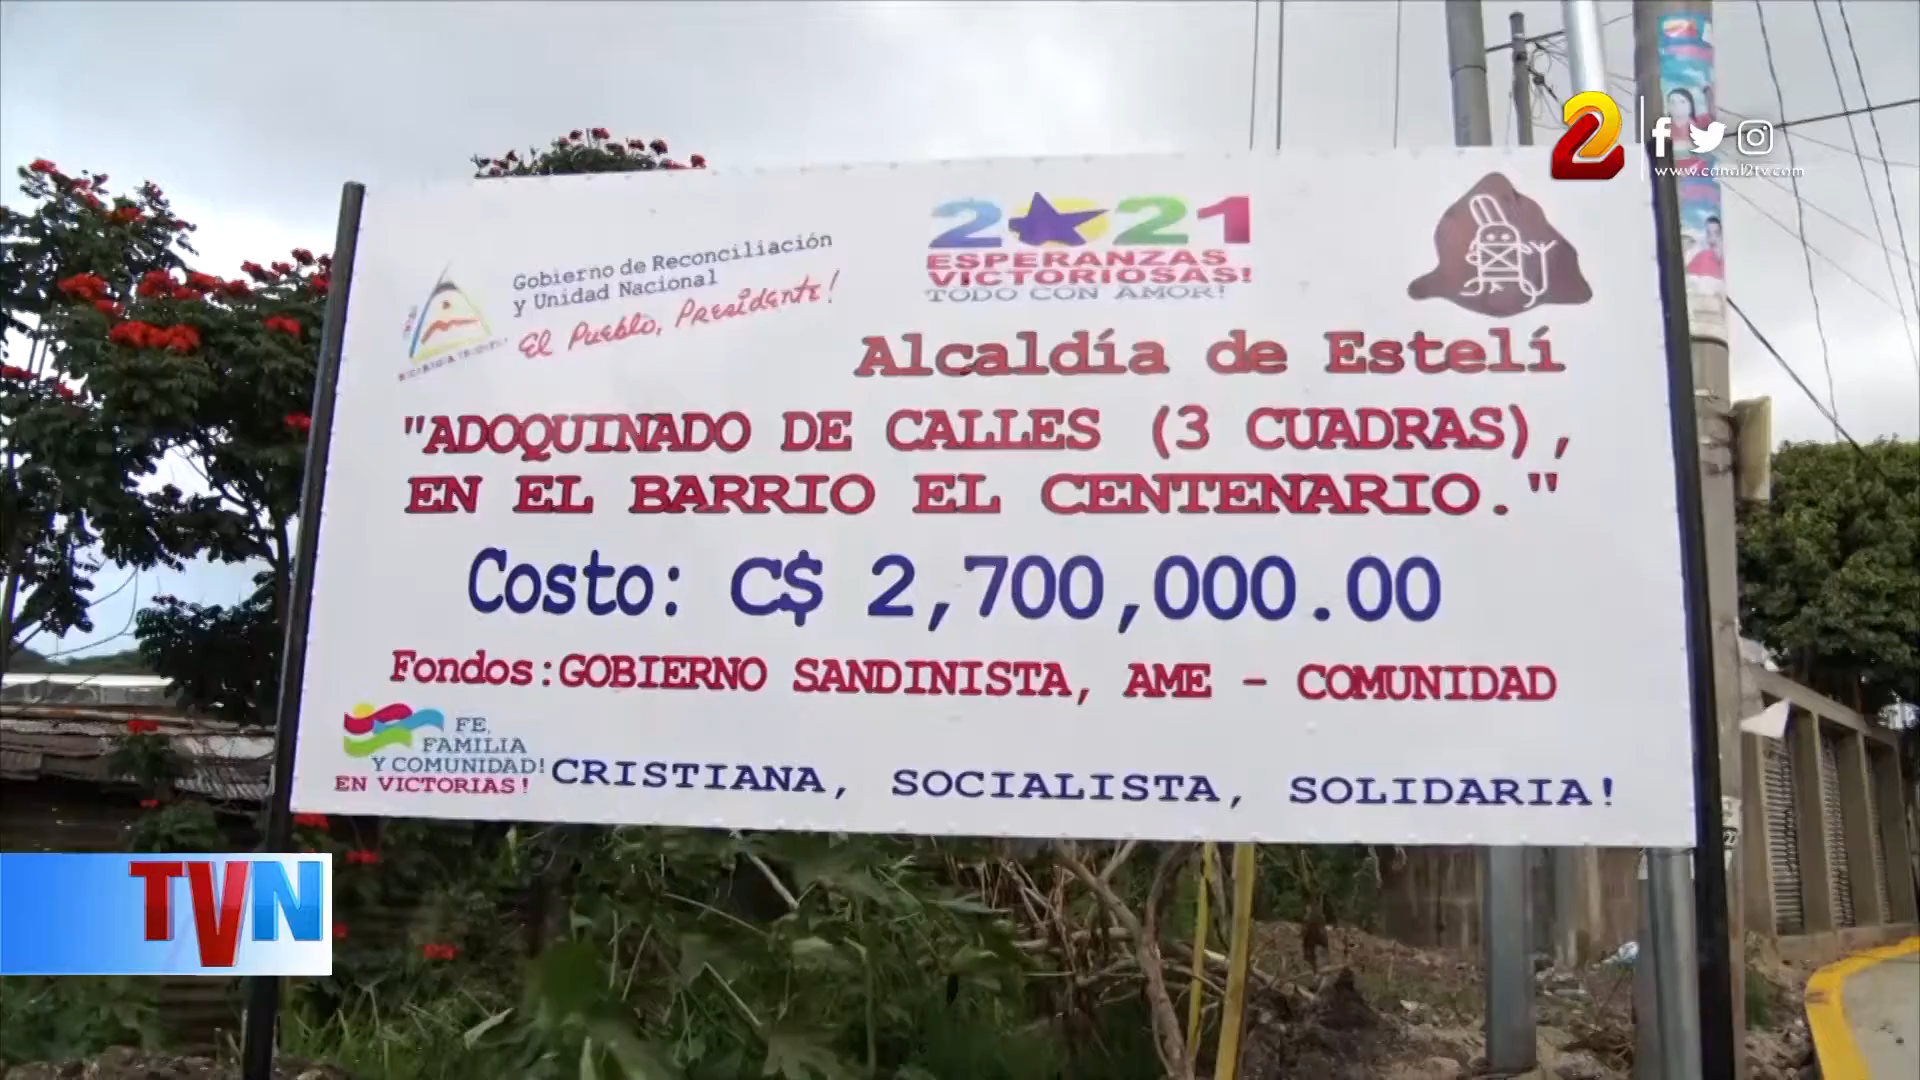 2
www.canal2tv.com
Gobierno de Reconciliación
y Unidad Nacional
El Pueblo, Presidente!
2021
ESPERANZAS
VICTORIOSAS!
TODO CON AMOR!
Alcaldía de Estelí
"ADOQUINADO DE CALLES (3 CUADRAS),
EN EL BARRIO EL CENTENARIO."
Costo: C$ 2,700,000.00
Fondos:GOBIERNO SANDINISTA, AME - COMUNIDAD
FE,
FAMILIA
Y COMUNIDAD!
EN VICTORIAS!
CRISTIANA, SOCIALISTA, SOLIDARIA!
TVN